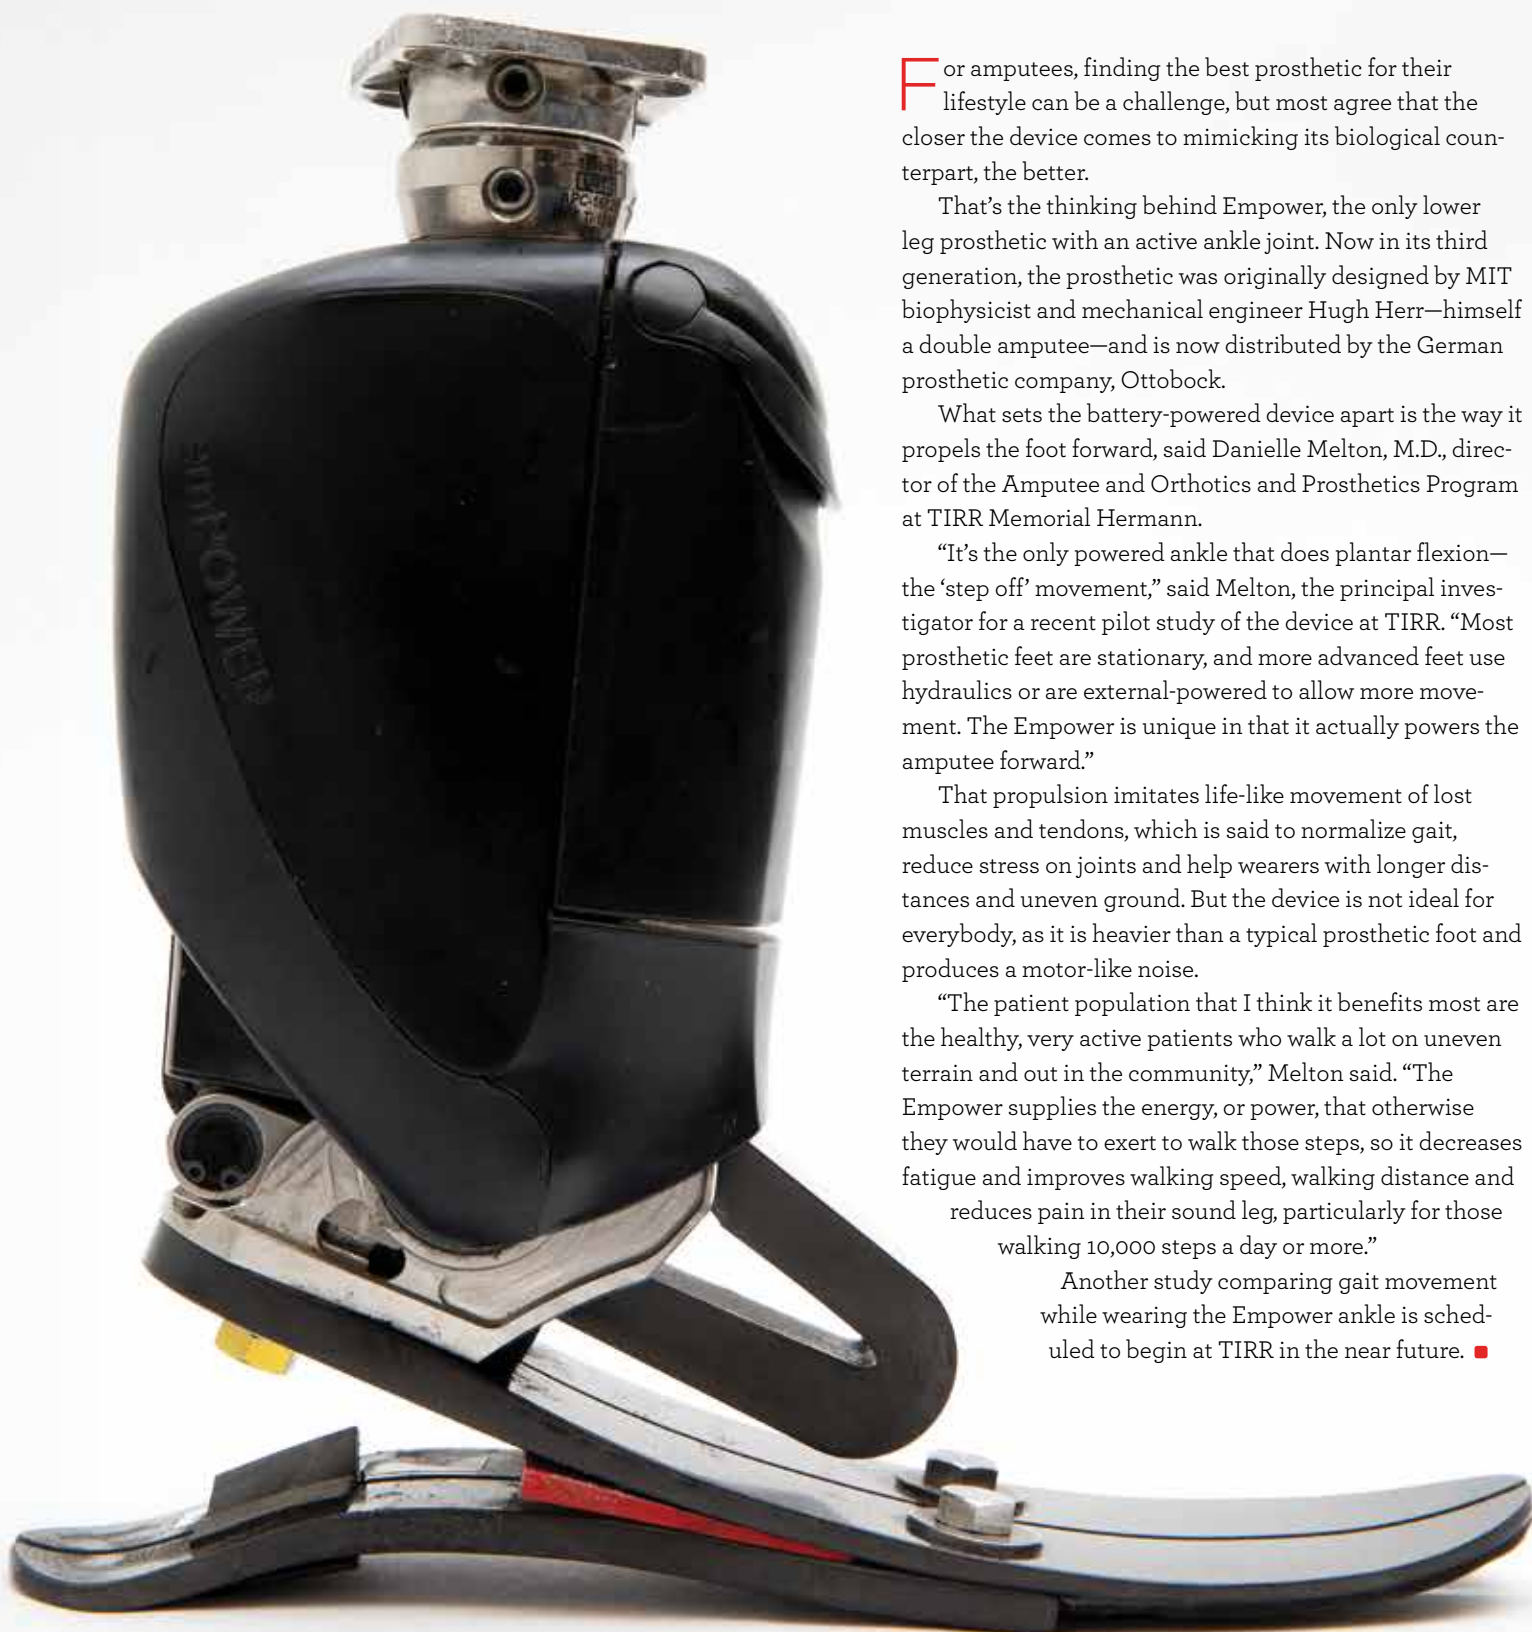 For amputees, finding the best prosthetic for their
lifestyle can be a challenge, but most agree that the
closer the device comes to mimicking its biological coun-
terpart, the better.
That’s the thinking behind Empower, the only lower
leg prosthetic with an active ankle joint. Now in its third
generation, the prosthetic was originally designed by MIT
biophysicist and mechanical engineer Hugh Herr—himself
a double amputee—and is now distributed by the German
prosthetic company, Ottobock.
What sets the battery-powered device apart is the way it
propels the foot forward, said Danielle Melton, M.D., direc-
tor of the Amputee and Orthotics and Prosthetics Program
at TIRR Memorial Hermann.
“It’s the only powered ankle that does plantar flexion—
the ‘step off’ movement,” said Melton, the principal inves-
tigator for a recent pilot study of the device at TIRR. “Most
prosthetic feet are stationary, and more advanced feet use
hydraulics or are external-powered to allow more move-
ment. The Empower is unique in that it actually powers the
amputee forward.”
That propulsion imitates life-like movement of lost
muscles and tendons, which is said to normalize gait,
reduce stress on joints and help wearers with longer dis-
tances and uneven ground. But the device is not ideal for
everybody, as it is heavier than a typical prosthetic foot and
produces a motor-like noise.
“The patient population that I think it benefits most are
the healthy, very active patients who walk a lot on uneven
terrain and out in the community,” Melton said. “The
Empower supplies the energy, or power, that otherwise
they would have to exert to walk those steps, so it decreases
fatigue and improves walking speed, walking distance and
reduces pain in their sound leg, particularly for those
walking 10,000 steps a day or more.”
Another study comparing gait movement
while wearing the Empower ankle is sched-
uled to begin at TIRR in the near future.
emPOWER